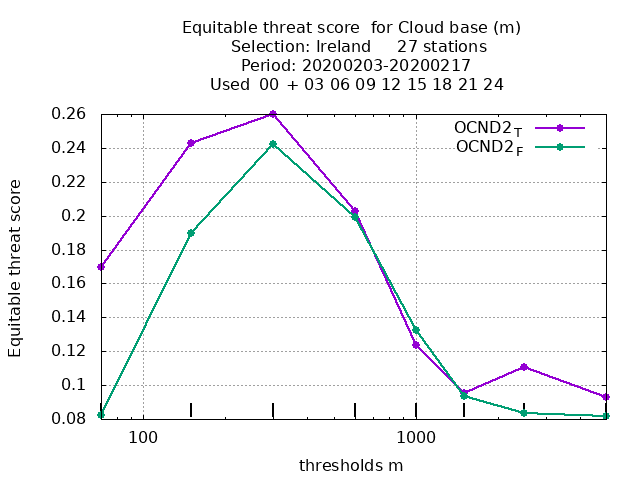 Equitable threat score  for Cloud base (m)
Selection: Ireland     27 stations
Period: 20200203-20200217
Used  00 + 03 06 09 12 15 18 21 24
OCND2_T
OCND2_F
Equitable threat score
0.26
0.24
0.22
0.2
0.18
0.16
0.14
0.12
0.1
0.08
100 1000
thresholds m